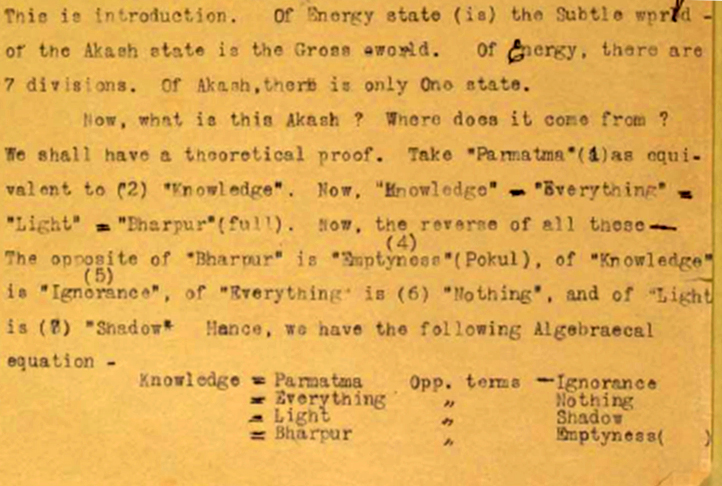 This is introduction. Of Energy state (is) the Subtle wprld -
of the Akash state is the Gross world. Of Energy, there are
7 divisions. Of Akash,there is only One state.
Now, what is this Akash ? Where does it come from ?
We shall have a theoretical proof. Take "Parmatma"(1)as equi-
valent to (2) "Knowledge". Now, "Knowledge" = "Everything" =
"Light" = "Bharpur"(full). Now, the reverse of all these—
(4)
The opposite of "Bharpur" is "Emptyness"(Pokul), of "Knowledge"
(5)
is "Ignorance", of "Everything" is (6) "Nothing", and of "Light
is (7) "Shadow" Hance, we have the following Algebraecal
equation -
Knowledge = Parmatma Opp. terms —Ignorance
= Everything " Nothing
= Light " Shadow
= Bharpur " Emptyness( )